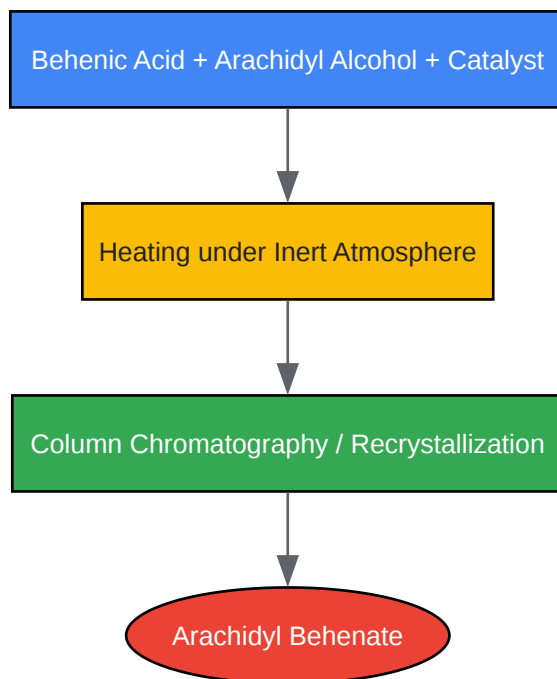 Behenic Acid + Arachidyl Alcohol + Catalyst
Heating under Inert Atmosphere
Column Chromatography / Recrystallization
Arachidyl Behenate